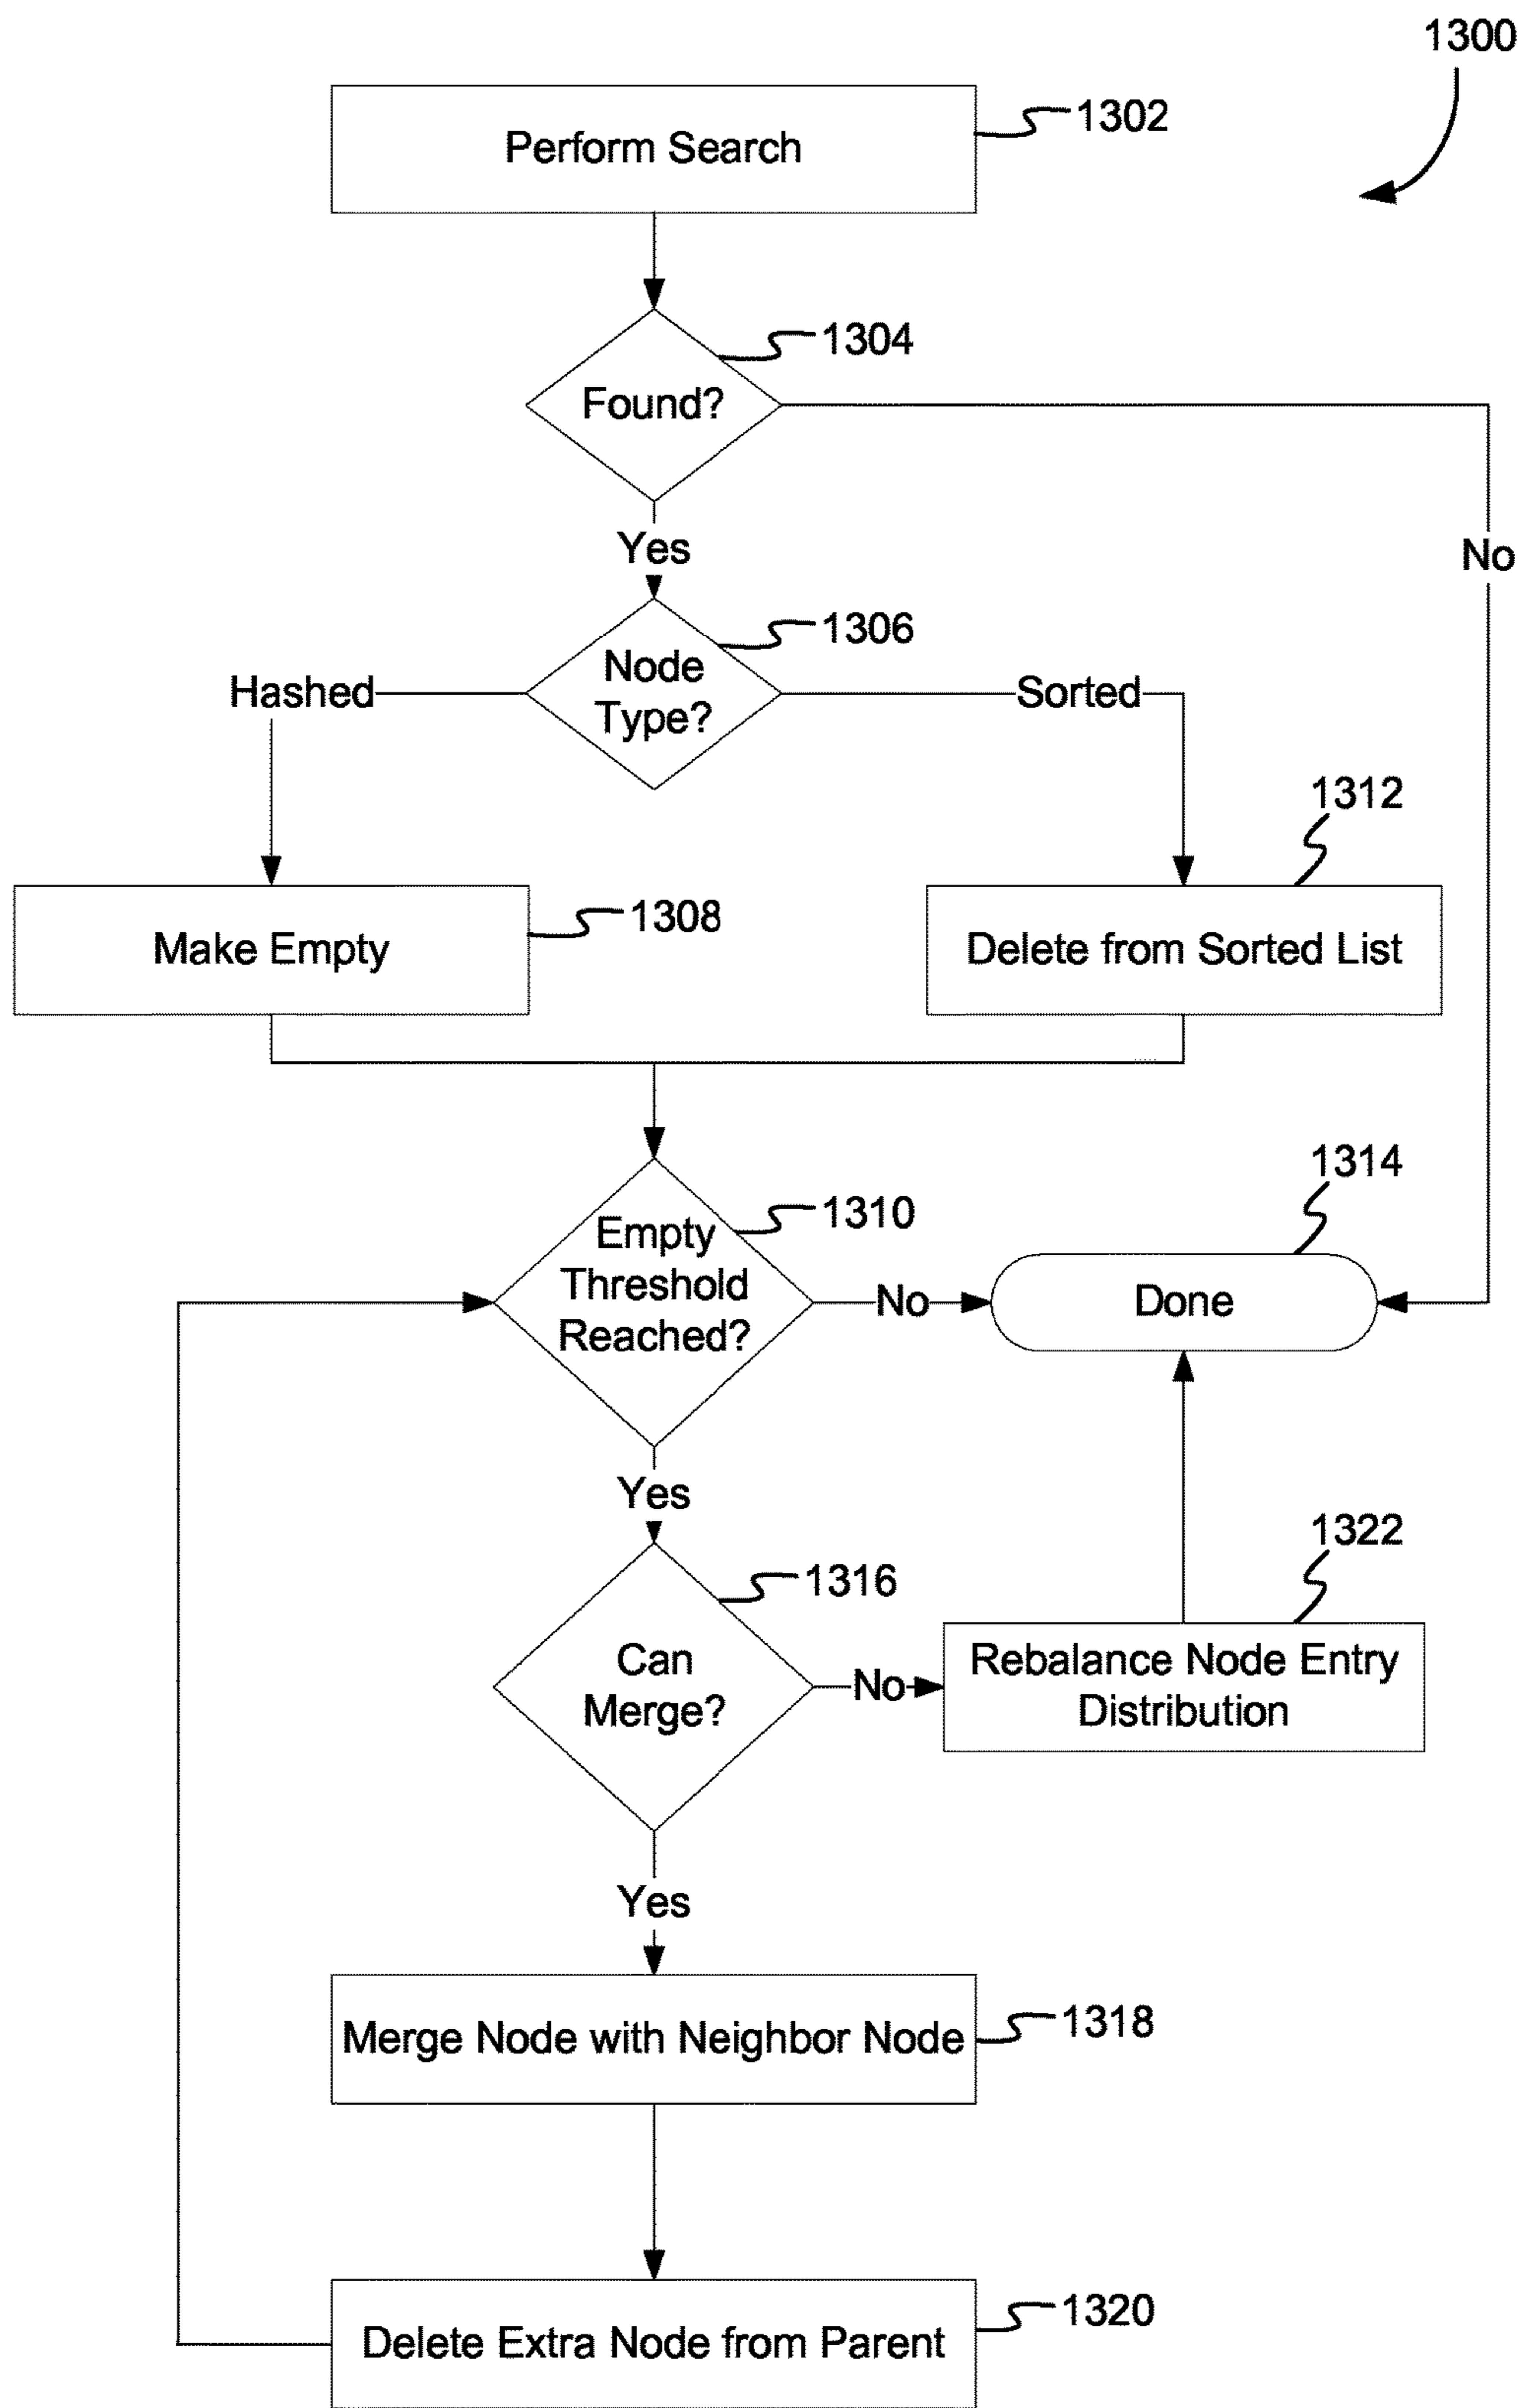 1300
Perform Search
1302
1304
Found?
Yes
No
1306
Node
Type?
Hashed
Sorted
1312
1308
Make Empty
Delete from Sorted List
1314
1310
Empty
Threshold
Reached?
No
Done
Yes
1322
1316
Can
Merge?
No
Rebalance Node Entry
Distribution
Yes
Merge Node with Neighbor Node
1318
1320
Delete Extra Node from Parent